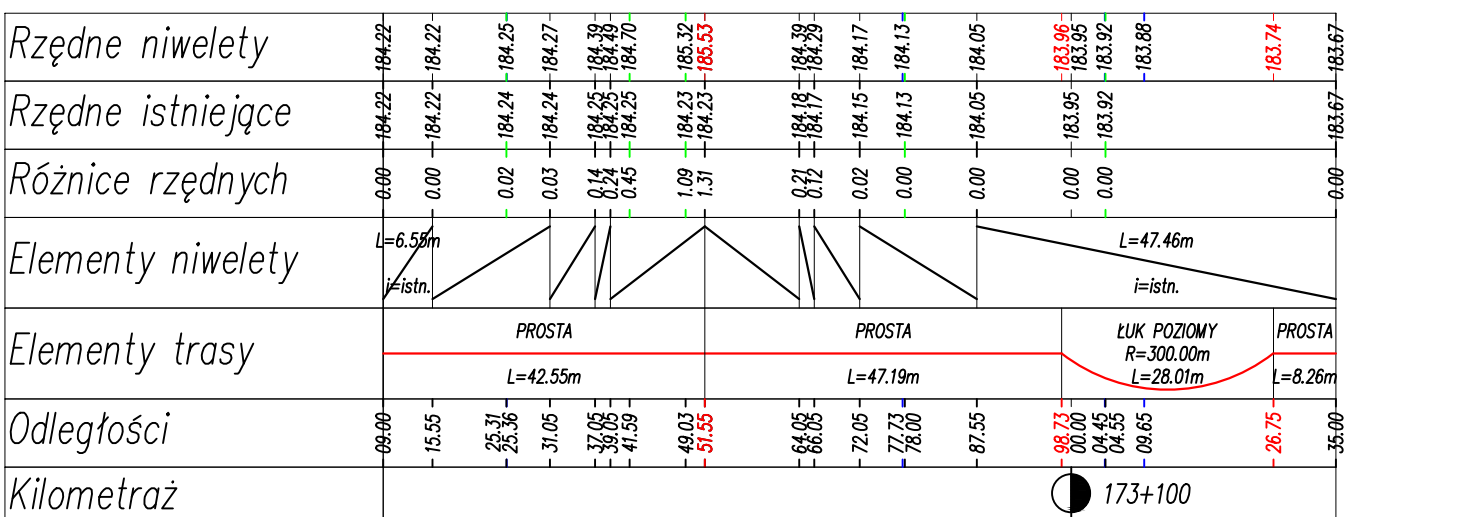 Rzędne niwelety 184.22 184.22 184.25 184.27 184.39 184.49 184.70 185.32 185.53 184.39 184.29 184.17 184.13 184.05 183.96 183.95 183.92 183.88 183.74 183.67
Rzędne istniejące 184.22 184.22 184.24 184.24 184.25 184.25 184.25 184.23 184.23 184.18 184.17 184.15 184.13 184.05 183.95 183.92 183.67
Różnice rzędnych 0.00 0.00 0.02 0.03 0.14 0.24 0.45 1.09 1.31 0.21 0.12 0.02 0.00 0.00 0.00 0.00 0.00
L=6.55m L=47.46m
Elementy niwelety
i=istn. i=istn.
PROSTA PROSTA ŁUK POZIOMY PROSTA
Elementy trasy R=300.00m
L=42.55m L=47.19m L=28.01m L=8.26m
Odległości 09.00 15.55 25.31 25.36 31.05 37.05 39.05 41.59 49.03 51.55 64.05 66.05 72.05 77.73 78.00 87.55 98.73 00.00 04.45 04.55 09.65 26.75 35.00
Kilometraż 173+100